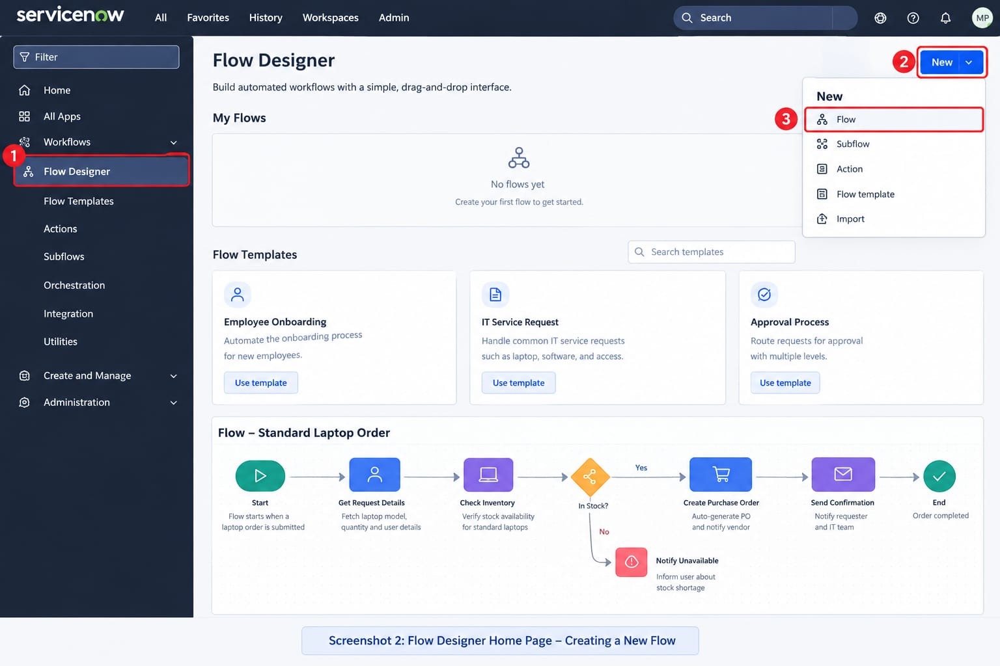 servicenow
All
Favorites
History
Workspaces
Admin
Search
MP
Filter
Home
All Apps
Workflows
1
Flow Designer
Flow Templates
Actions
Subflows
Orchestration
Integration
Utilities
Create and Manage
Administration
Flow Designer
Build automated workflows with a simple, drag-and-drop interface.
2
New
New
3
Flow
Subflow
Action
Flow template
Import
My Flows
No flows yet
Create your first flow to get started.
Flow Templates
Search templates
Employee Onboarding
Automate the onboarding process
for new employees.
Use template
IT Service Request
Handle common IT service requests
such as laptop, software, and access.
Use template
Approval Process
Route requests for approval
with multiple levels.
Use template
Flow – Standard Laptop Order
Start
Flow starts when a
laptop order is submitted
Get Request Details
Fetch laptop model,
quantity and user details
Check Inventory
Verify stock availability
for standard laptops
In Stock?
Yes
No
Create Purchase Order
Auto-generate PO
and notify vendor
Send Confirmation
Notify requester
and IT team
End
Order completed
Notify Unavailable
Inform user about
stock shortage
Screenshot 2: Flow Designer Home Page – Creating a New Flow